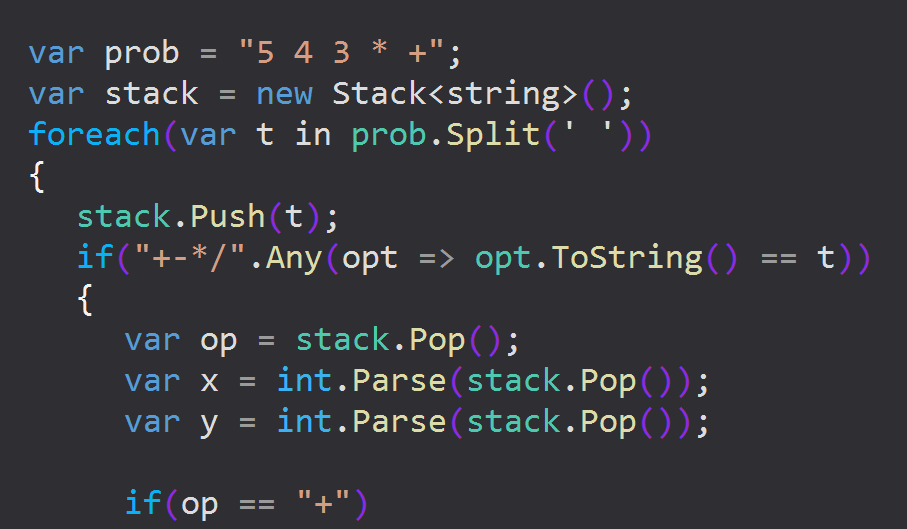 var prob = "5 4 3 * +";
var stack = new Stack<string>();
foreach(var t in prob.Split(' '))
{
stack.Push(t);
if("+-*/".Any(opt => opt.ToString() == t))
{
var op = stack.Pop();
var x = int.Parse(stack.Pop());
var y = int.Parse(stack.Pop());
if(op == "+")